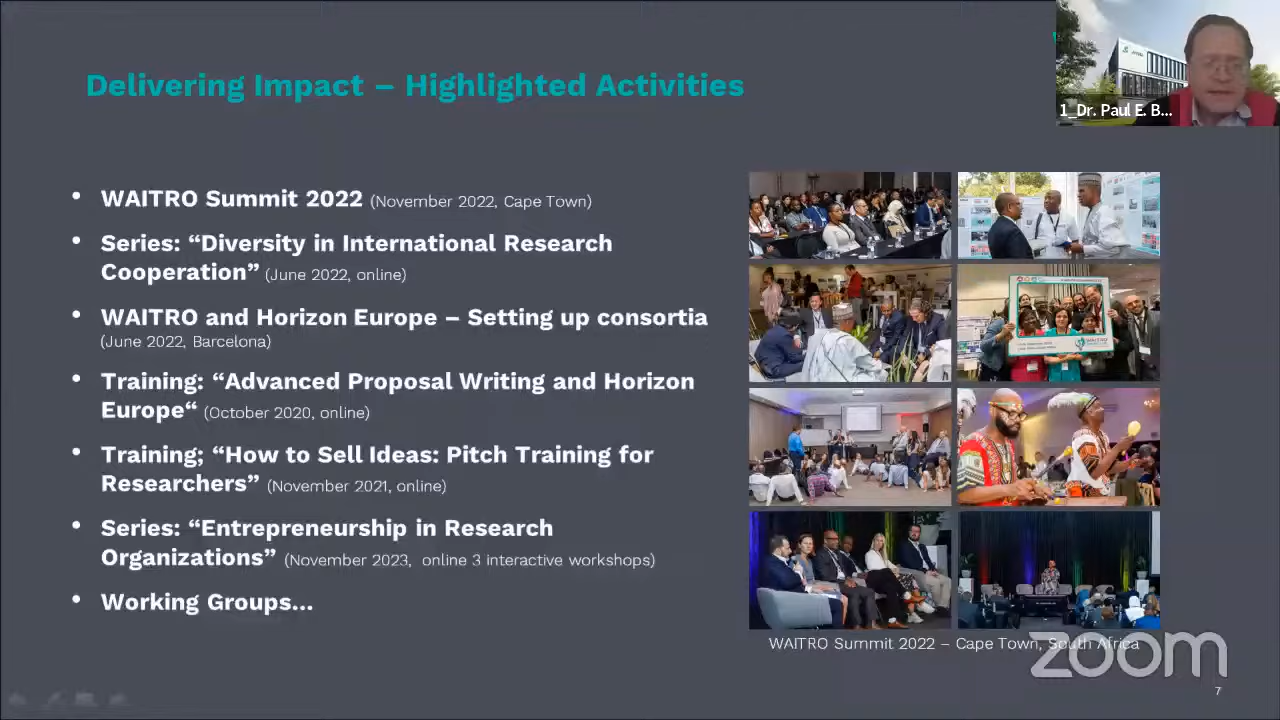 Delivering Impact – Highlighted Activities
1_Dr. Paul E. B...
• WAITRO Summit 2022 (November 2022, Cape Town)
• Series: “Diversity in International Research
Cooperation” (June 2022, online)
• WAITRO and Horizon Europe – Setting up consortia
(June 2022, Barcelona)
• Training: “Advanced Proposal Writing and Horizon
Europe“ (October 2020, online)
• Training; “How to Sell Ideas: Pitch Training for
Researchers” (November 2021, online)
• Series: “Entrepreneurship in Research
Organizations” (November 2023, online 3 interactive workshops)
• Working Groups...
WAITRO Summit 2022 – Cape Town, South Africa
zoom
7